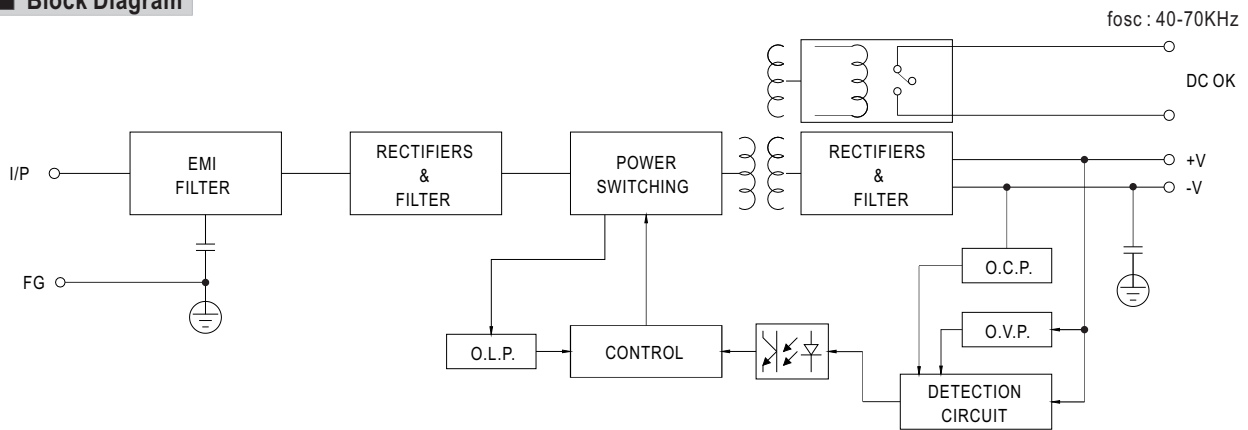 Block Diagram
fosc : 40-70KHz
DC OK
I/P
EMI
FILTER
RECTIFIERS
&
FILTER
POWER
SWITCHING
RECTIFIERS
&
FILTER
+V
-V
FG
O.C.P.
O.L.P.
CONTROL
O.V.P.
DETECTION
CIRCUIT